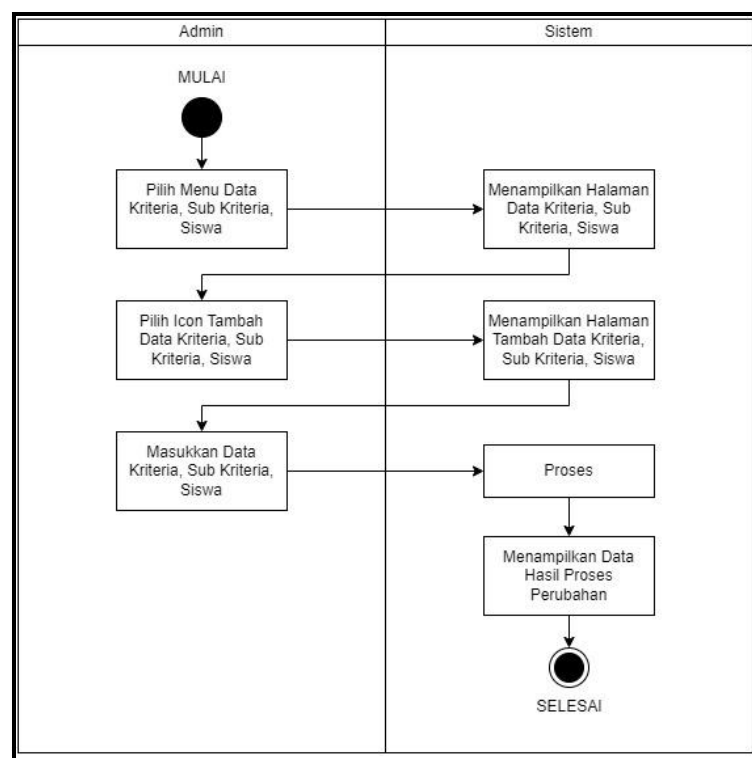 Admin
Sistem
MULAI
Pilih Menu Data
Kriteria, Sub Kriteria,
Siswa
Menampilkan Halaman
Data Kriteria, Sub
Kriteria, Siswa
Pilih Icon Tambah
Data Kriteria, Sub
Kriteria, Siswa
Menampilkan Halaman
Tambah Data Kriteria,
Sub Kriteria, Siswa
Masukkan Data
Kriteria, Sub Kriteria,
Siswa
Proses
Menampilkan Data
Hasil Proses
Perubahan
SELESAI